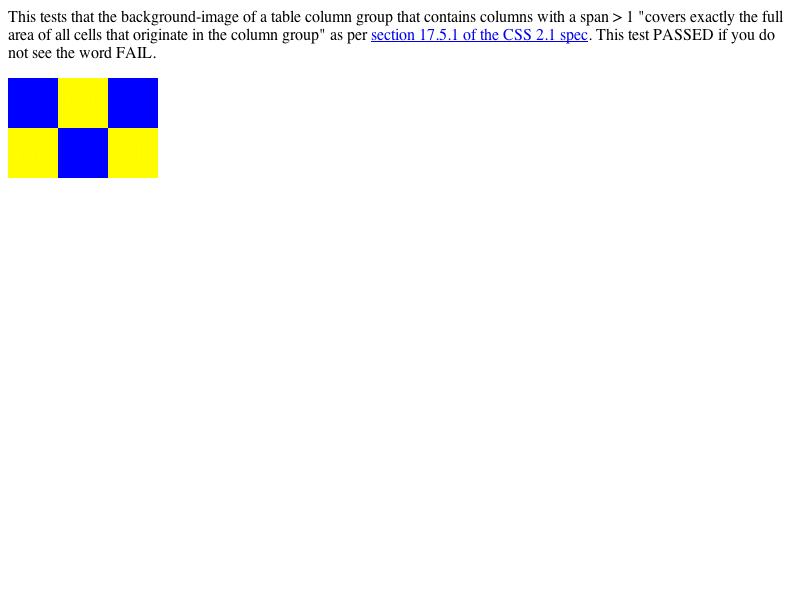 This tests that the background-image of a table column group that contains columns with a span > 1 "covers exactly the full
area of all cells that originate in the column group" as per section 17.5.1 of the CSS 2.1 spec. This test PASSED if you do
not see the word FAIL.